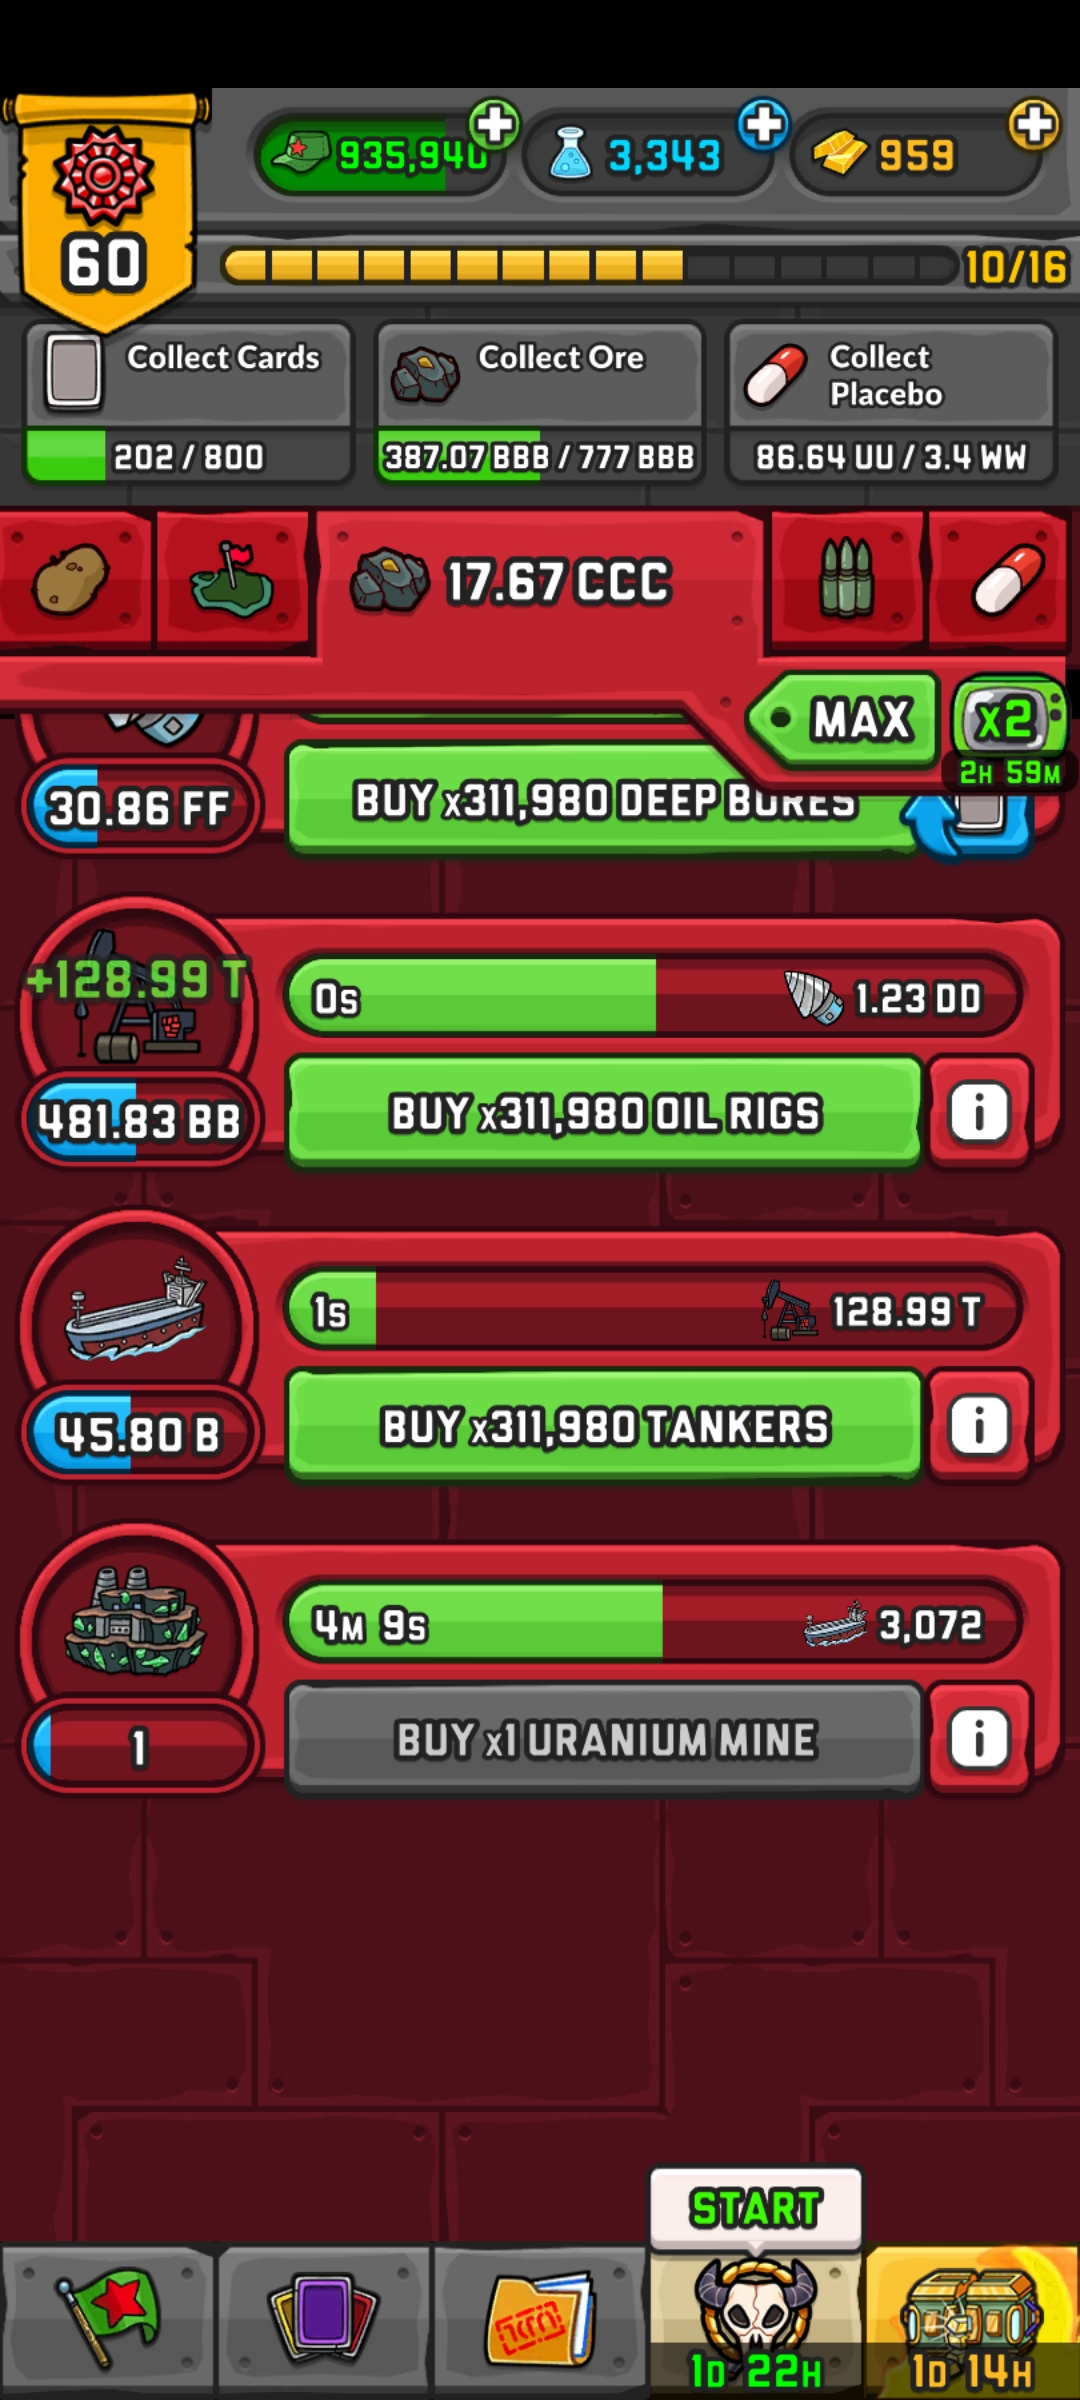 60
935,940
3,343
959
10/16
Collect Cards
202 / 800
Collect Ore
387.07 BBB / 777 BBB
Collect
Placebo
86.64 UU / 3.4 WW
17.67 CCC
MAX
x2
2H 59M
30.86 FF
BUY x311,980 DEEP BORES
+128.99 T
0s
1.23 DD
481.83 BB
BUY x311,980 OIL RIGS
i
1s
128.99 T
45.80 B
BUY x311,980 TANKERS
i
4M 9s
3,072
1
BUY x1 URANIUM MINE
i
START
1D 22H
1D 14H